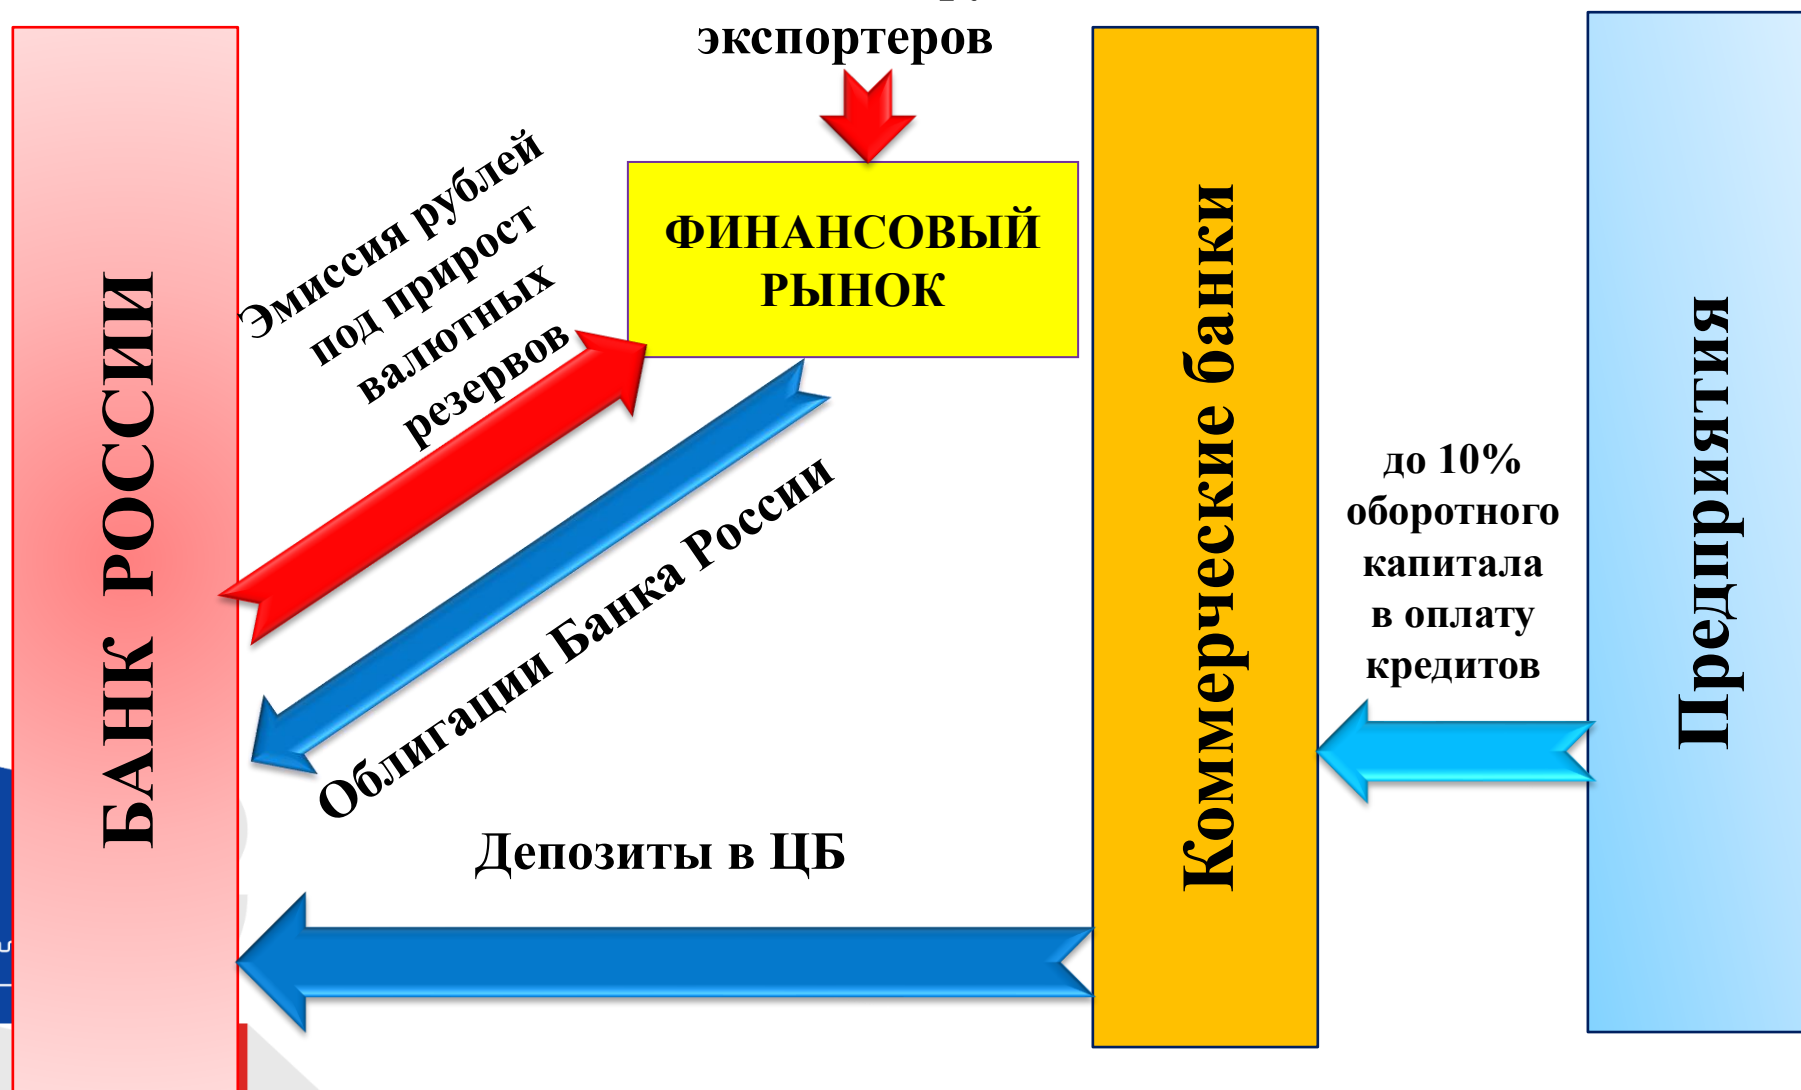 экспортеров
ФИНАНСОВЫЙ
РЫНОК
Эмиссия рублей
под прирост
валютных
резервов
Облигации Банка России
Депозиты в ЦБ
БАНК РОССИИ
Коммерческие банки
до 10%
оборотного
капитала
в оплату
кредитов
Предприятия